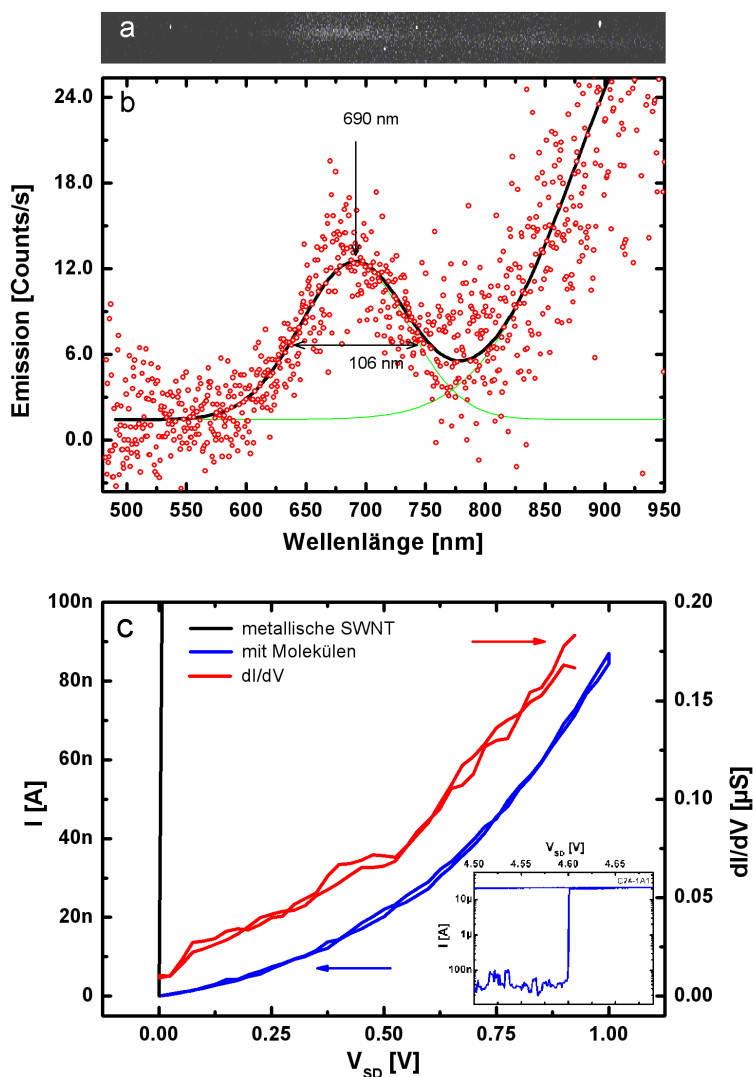 a
b
690 nm
106 nm
24.0
18.0
12.0
6.0
0.0
Emission [Counts/s]
500 550 600 650 700 750 800 850 900 950
Wellenlänge [nm]
c
metallische SWNT
mit Molekülen
dI/dV
100n
80n
60n
40n
20n
0
I [A]
0.20
0.15
0.10
0.05
0.00
dI/dV [µS]
V_SD [V]
4.50 4.55 4.60 4.65
C24-1A1
10µ
1µ
100n
I [A]
0.00 0.25 0.50 0.75 1.00
V_SD [V]